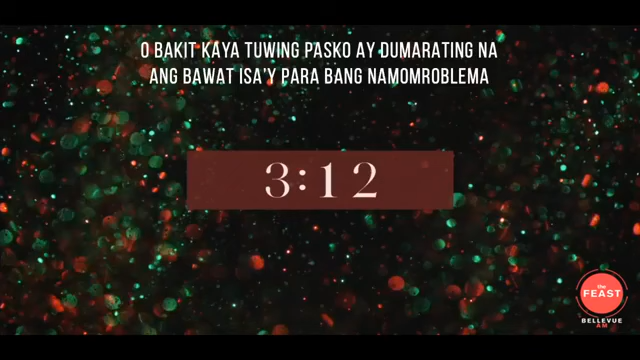 O BAKIT KAYA TUWING PASKO AY DUMARATING NA
ANG BAWAT ISA'Y PARA BANG NAMOMROBLEMA
3:12
the
FEAST
BELLEVUE
AM